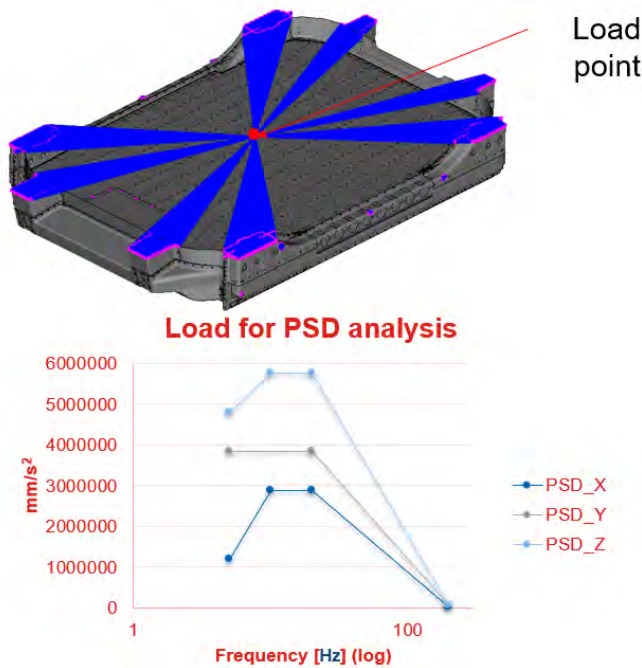 Load
point
Load for PSD analysis
6000000
5000000
4000000
3000000
2000000
1000000
0
mm/s²
1
100
Frequency [Hz] (log)
PSD_X
PSD_Y
PSD_Z